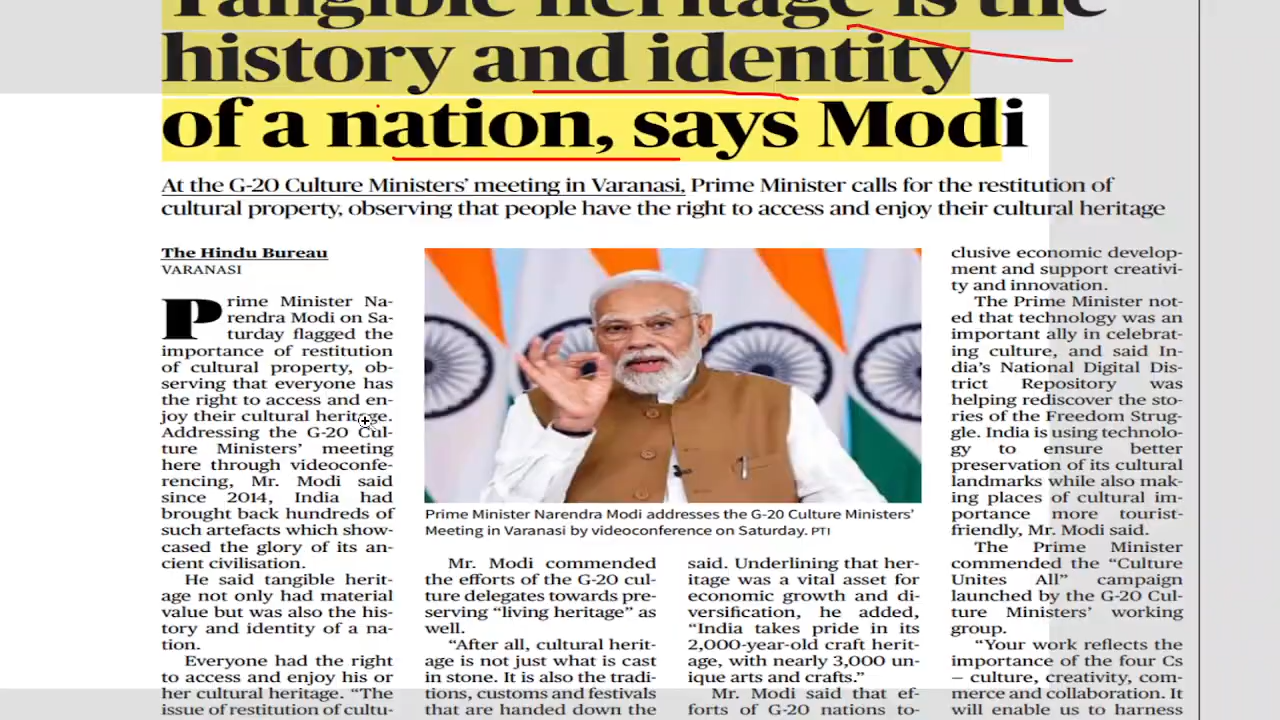 Tangible heritage is the
history and identity
of a nation, says Modi
At the G-20 Culture Ministers’ meeting in Varanasi, Prime Minister calls for the restitution of
cultural property, observing that people have the right to access and enjoy their cultural heritage
The Hindu Bureau
VARANASI
Prime Minister Na-
rendra Modi on Sa-
turday flagged the
importance of restitution
of cultural property, ob-
serving that everyone has
the right to access and en-
joy their cultural heritage.
Addressing the G-20 Cul-
ture Ministers’ meeting
here through videoconfe-
rencing, Mr. Modi said
since 2014, India had
brought back hundreds of
such artefacts which show-
cased the glory of its an-
cient civilisation.
He said tangible herit-
age not only had material
value but was also the his-
tory and identity of a na-
tion.
Everyone had the right
to access and enjoy his or
her cultural heritage. “The
issue of restitution of cultu-
Prime Minister Narendra Modi addresses the G-20 Culture Ministers’
Meeting in Varanasi by videoconference on Saturday. PTI
Mr. Modi commended
the efforts of the G-20 cul-
ture delegates towards pre-
serving “living heritage” as
well.
“After all, cultural herit-
age is not just what is cast
in stone. It is also the tradi-
tions, customs and festivals
that are handed down the
said. Underlining that her-
itage was a vital asset for
economic growth and di-
versification, he added,
“India takes pride in its
2,000-year-old craft herit-
age, with nearly 3,000 un-
ique arts and crafts.”
Mr. Modi said that ef-
forts of G-20 nations to-
clusive economic develop-
ment and support creativi-
ty and innovation.
The Prime Minister not-
ed that technology was an
important ally in celebrat-
ing culture, and said In-
dia’s National Digital Dis-
trict Repository was
helping rediscover the sto-
ries of the Freedom Strug-
gle. India is using technolo-
gy to ensure better
preservation of its cultural
landmarks while also mak-
ing places of cultural im-
portance more tourist-
friendly, Mr. Modi said.
The Prime Minister
commended the “Culture
Unites All” campaign
launched by the G-20 Cul-
ture Ministers’ working
group.
“Your work reflects the
importance of the four Cs
– culture, creativity, com-
merce and collaboration. It
will enable us to harness